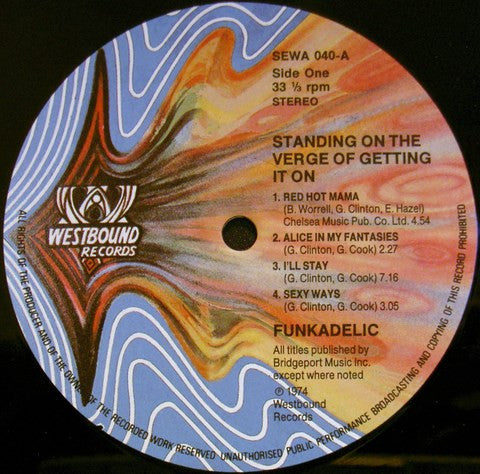 SEWA 040-A
Side One
33 ⅓ rpm
STEREO
STANDING ON THE
VERGE OF GETTING
IT ON
1. RED HOT MAMA
(B. Worrell, G. Clinton, E. Hazel)
Chelsea Music Pub. Co. Ltd. 4.54
2. ALICE IN MY FANTASIES
(G. Clinton, G. Cook) 2.27
3. I'LL STAY
(G. Clinton, G. Cook) 7.16
4. SEXY WAYS
(G. Clinton, G. Cook) 3.05
FUNKADELIC
All titles published by
Bridgeport Music Inc.
except where noted
℗ 1974
Westbound
Records
WESTBOUND
RECORDS
ALL RIGHTS OF THE PRODUCER AND OF THE OWNER OF THE RECORDED WORK RESERVED. UNAUTHORISED PUBLIC PERFORMANCE BROADCASTING AND COPYING OF THIS RECORD PROHIBITED